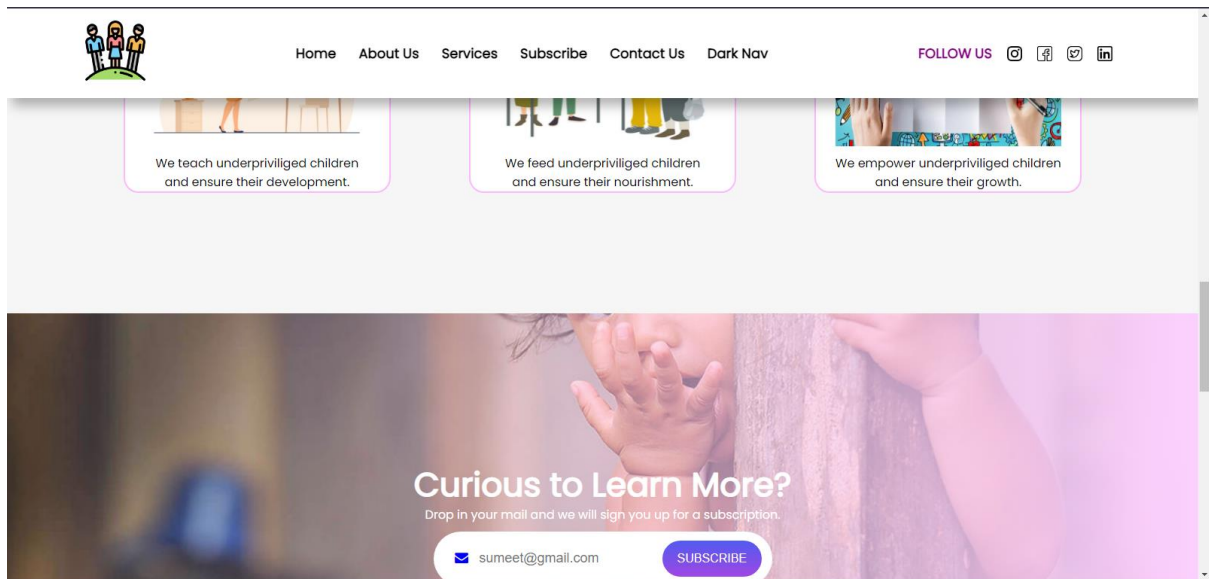 Home About Us Services Subscribe Contact Us Dark Nav FOLLOW US
We teach underpriviliged children
and ensure their development.
We feed underpriviliged children
and ensure their nourishment.
We empower underpriviliged children
and ensure their growth.
Curious to Learn More?
Drop in your mail and we will sign you up for a subscription.
sumeet@gmail.com SUBSCRIBE